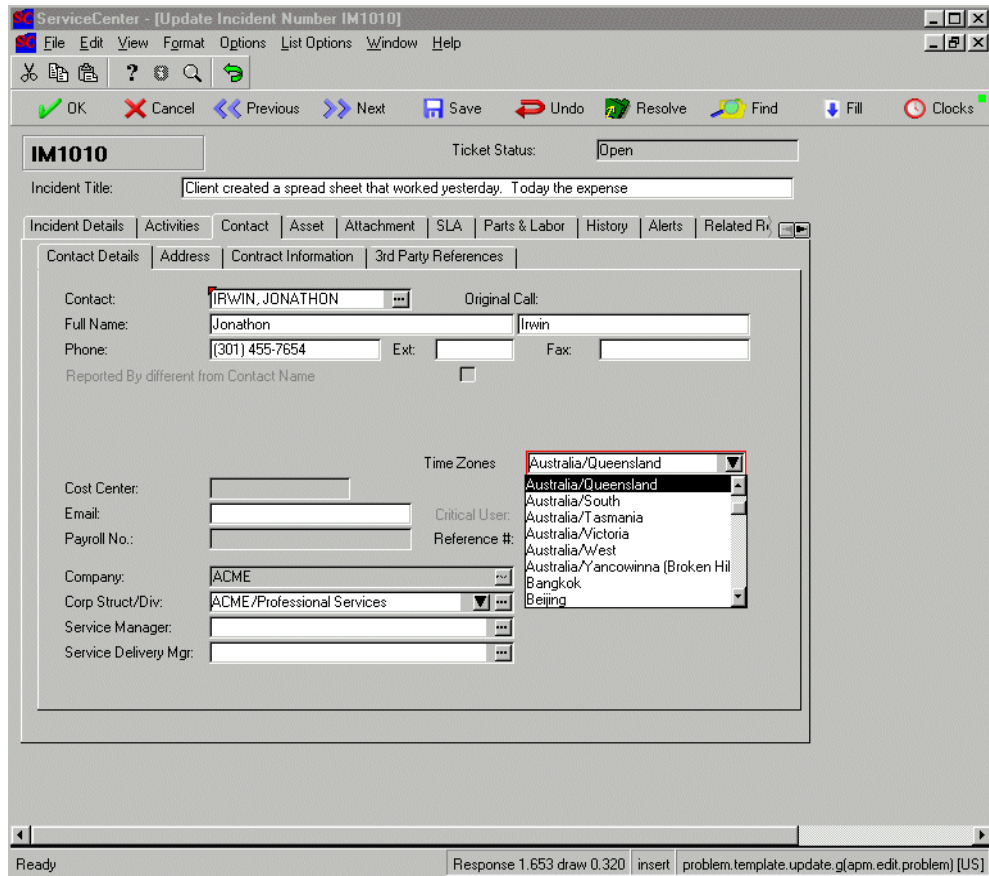 ServiceCenter - [Update Incident Number IM1010]
File Edit View Format Options List Options Window Help
OK Cancel Previous Next Save Undo Resolve Find Fill Clocks
IM1010 Ticket Status: Open
Incident Title: Client created a spread sheet that worked yesterday. Today the expense
Incident Details Activities Contact Asset Attachment SLA Parts & Labor History Alerts Related
Contact Details Address Contract Information 3rd Party References
Contact: IRWIN, JONATHON Original Call:
Full Name: Jonathon Irwin
Phone: (301) 455-7654 Ext: Fax:
Reported By different from Contact Name
Time Zones Australia/Queensland
Australia/Queensland
Cost Center:
Australia/South
Email: Critical User: Australia/Tasmania
Australia/Victoria
Payroll No.: Reference #:
Australia/West
Australia/Yancowinna (Broken Hil
Company: ACME
Bangkok
Corp Struct/Div: ACME/Professional Services Beijing
Service Manager:
Service Delivery Mgr:
Ready Response 1.653 draw 0.320 insert problem.template.update.g(apm.edit.problem) [US]